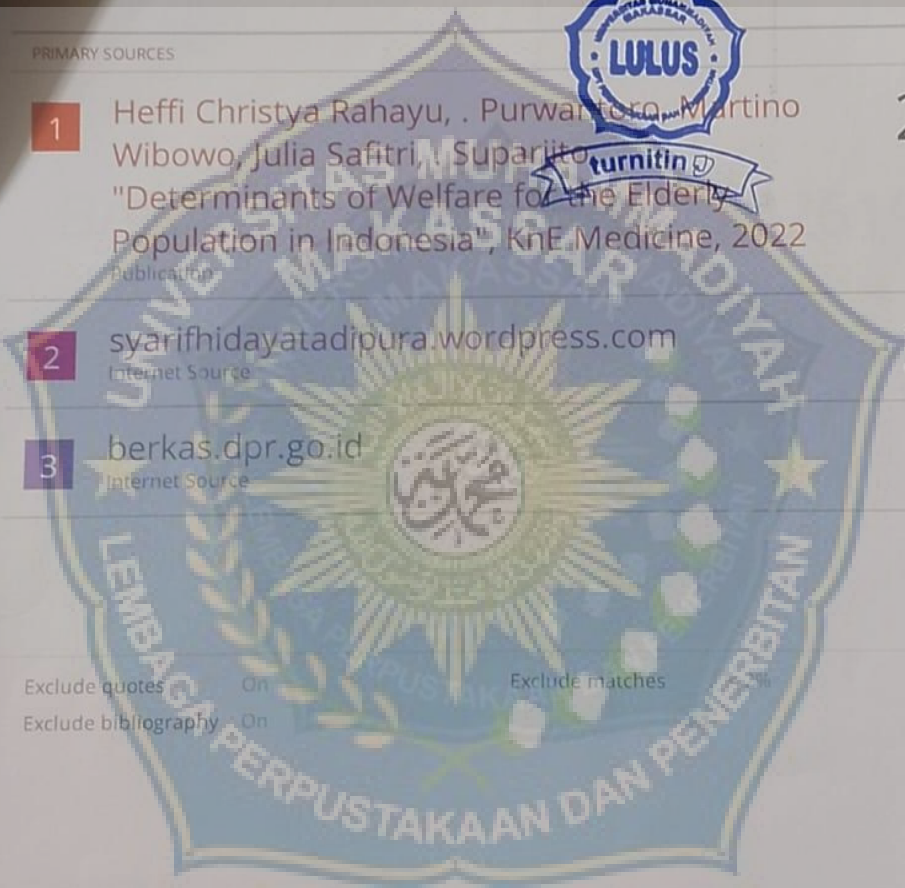 PRIMARY SOURCES
LULUS
turnitin
1
Heffi Christya Rahayu, . Purwantoro, Martino
Wibowo, Julia Safitri, . Suparjito.
"Determinants of Welfare for the Elderly
Population in Indonesia", KnE Medicine, 2022
Publication
2
syarifhidayatadipura.wordpress.com
Internet Source
3
berkas.dpr.go.id
Internet Source
Exclude quotes On
Exclude matches %
Exclude bibliography On
UNIVERSITAS MUHAMMADIYAH
MAKASSAR
LEMBAGA PERPUSTAKAAN DAN PENERBITAN